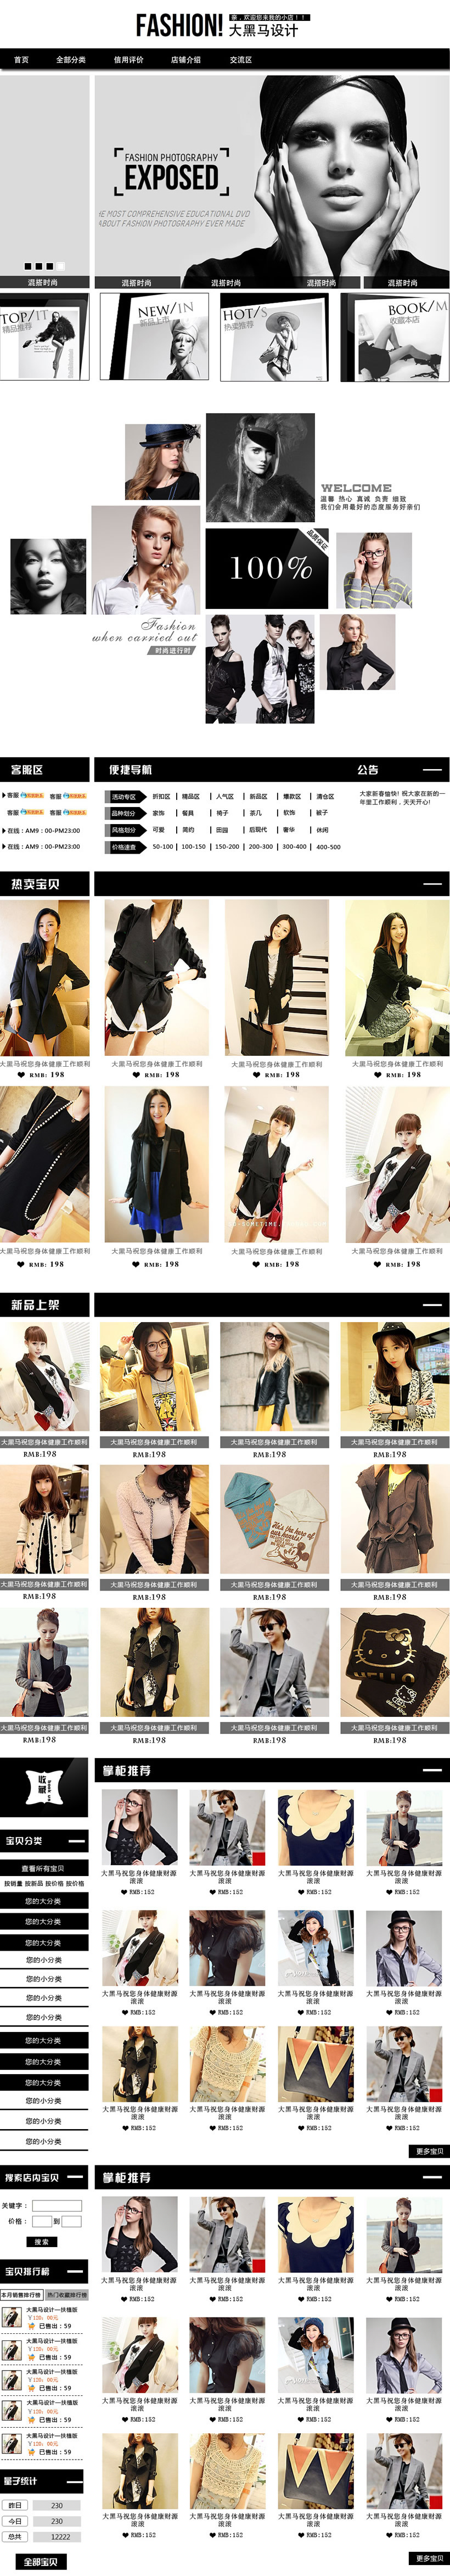 FASHION!
亲，欢迎您来我的小店！！
大黑马设计
首页 全部分类 信用评价 店铺介绍 交流区
FASHION PHOTOGRAPHY
EXPOSED
HE MOST COMPREHENSIVE EDUCATIONAL DVD
ABOUT FASHION PHOTOGRAPHY EVER MADE
混搭时尚 混搭时尚 混搭时尚 混搭时尚 混搭时尚
TOP/IT NEW/IN HOT/S BOOK/M
精品推荐 新品上市 热卖推荐 收藏本店
WELCOME
温馨 热心 真诚 负责 细致
我们会用最好的态度服务好亲们
品质保证
100%
Fashion
when carried out
时尚进行时
客服区 便捷导航 公告
客服 客服
客服 客服
在线：AM9：00-PM23:00
在线：AM9：00-PM23:00
活动专区 折扣区 精品区 人气区 新品区 爆款区 清仓区
品种划分 家饰 餐具 椅子 茶几 软饰 被子
风格划分 可爱 简约 田园 后现代 奢华 休闲
价格速查 50-100 100-150 150-200 200-300 300-400 400-500
大家新春愉快! 祝大家在新的一
年里工作顺利，天天开心!
热卖宝贝
大黑马祝您身体健康工作顺利 大黑马祝您身体健康工作顺利 大黑马祝您身体健康工作顺利 大黑马祝您身体健康工作顺利
RMB: 198 RMB: 198 RMB: 198 RMB: 198
大黑马祝您身体健康工作顺利 大黑马祝您身体健康工作顺利 大黑马祝您身体健康工作顺利 大黑马祝您身体健康工作顺利
RMB: 198 RMB: 198 RMB: 198 RMB: 198
新品上架
大黑马祝您身体健康工作顺利 大黑马祝您身体健康工作顺利 大黑马祝您身体健康工作顺利 大黑马祝您身体健康工作顺利
RMB:198 RMB:198 RMB:198 RMB:198
大黑马祝您身体健康工作顺利 大黑马祝您身体健康工作顺利 大黑马祝您身体健康工作顺利 大黑马祝您身体健康工作顺利
RMB:198 RMB:198 RMB:198 RMB:198
HELLO
大黑马祝您身体健康工作顺利 大黑马祝您身体健康工作顺利 大黑马祝您身体健康工作顺利 大黑马祝您身体健康工作顺利
RMB:198 RMB:198 RMB:198 RMB:198
收藏
宝贝分类
查看所有宝贝
按销量 按新品 按价格 按价格
您的大分类
您的大分类
您的大分类
您的小分类
您的小分类
您的小分类
您的小分类
您的大分类
您的大分类
您的大分类
您的小分类
您的小分类
您的小分类
掌柜推荐
大黑马祝您身体健康财源滚滚 大黑马祝您身体健康财源滚滚 大黑马祝您身体健康财源滚滚 大黑马祝您身体健康财源滚滚
RMB:152 RMB:152 RMB:152 RMB:152
大黑马祝您身体健康财源滚滚 大黑马祝您身体健康财源滚滚 大黑马祝您身体健康财源滚滚 大黑马祝您身体健康财源滚滚
RMB:152 RMB:152 RMB:152 RMB:152
大黑马祝您身体健康财源滚滚 大黑马祝您身体健康财源滚滚 大黑马祝您身体健康财源滚滚 大黑马祝您身体健康财源滚滚
RMB:152 RMB:152 RMB:152 RMB:152
更多宝贝
搜索店内宝贝
关键字：
价格： 到
搜索
宝贝排行榜
本月销售排行榜 热门收藏排行榜
大黑马设计一扶植版
￥128：00元
已售出：59
大黑马设计一扶植版
￥128：00元
已售出：59
大黑马设计一扶植版
￥128：00元
已售出：59
大黑马设计一扶植版
￥128：00元
已售出：59
大黑马设计一扶植版
￥128：00元
已售出：59
量子统计
昨日 230
今日 230
总共 12222
全部宝贝
掌柜推荐
大黑马祝您身体健康财源滚滚 大黑马祝您身体健康财源滚滚 大黑马祝您身体健康财源滚滚 大黑马祝您身体健康财源滚滚
RMB:152 RMB:152 RMB:152 RMB:152
大黑马祝您身体健康财源滚滚 大黑马祝您身体健康财源滚滚 大黑马祝您身体健康财源滚滚 大黑马祝您身体健康财源滚滚
RMB:152 RMB:152 RMB:152 RMB:152
大黑马祝您身体健康财源滚滚 大黑马祝您身体健康财源滚滚 大黑马祝您身体健康财源滚滚 大黑马祝您身体健康财源滚滚
RMB:152 RMB:152 RMB:152 RMB:152
更多宝贝